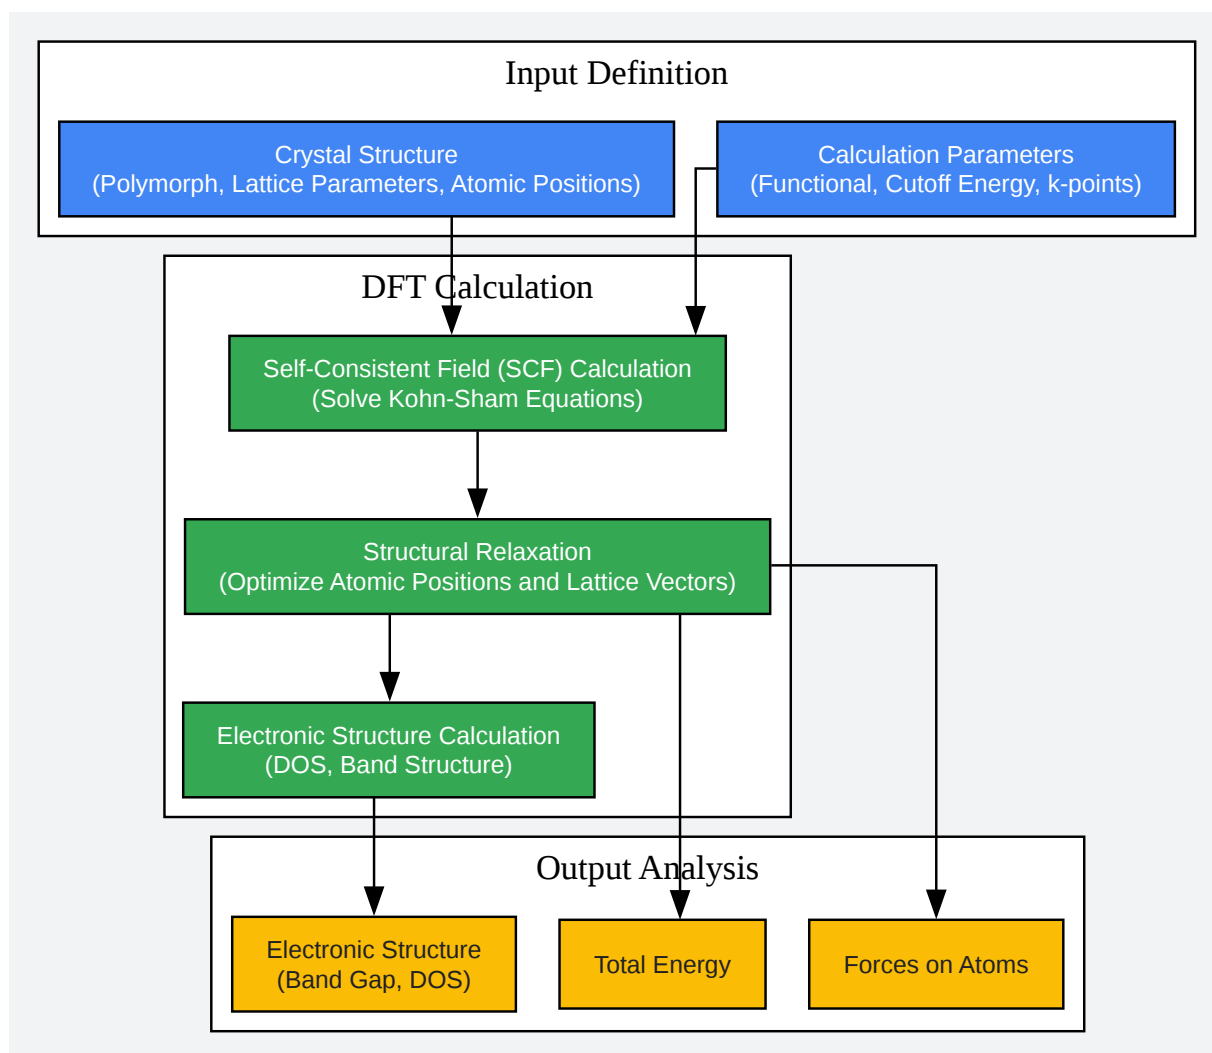 Input Definition
Crystal Structure
(Polymorph, Lattice Parameters, Atomic Positions)
Calculation Parameters
(Functional, Cutoff Energy, k-points)
DFT Calculation
Self-Consistent Field (SCF) Calculation
(Solve Kohn-Sham Equations)
Structural Relaxation
(Optimize Atomic Positions and Lattice Vectors)
Electronic Structure Calculation
(DOS, Band Structure)
Output Analysis
Electronic Structure
(Band Gap, DOS)
Total Energy
Forces on Atoms